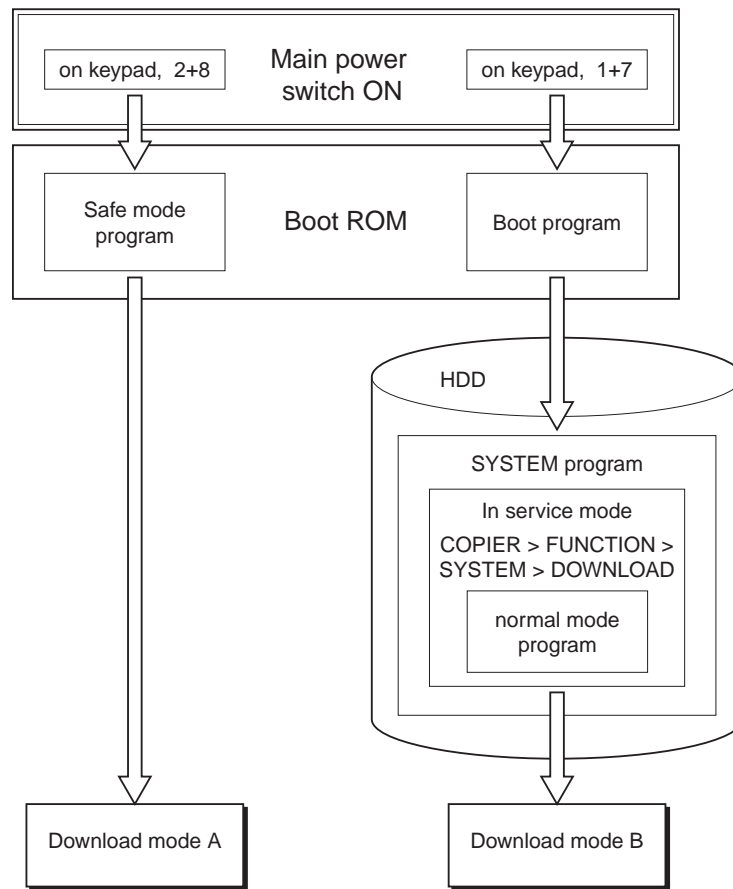 on keypad, 2+8
Main power
switch ON
on keypad, 1+7
Safe mode
program
Boot ROM
Boot program
HDD
SYSTEM program
In service mode
COPIER > FUNCTION >
SYSTEM > DOWNLOAD
normal mode
program
Download mode A
Download mode B